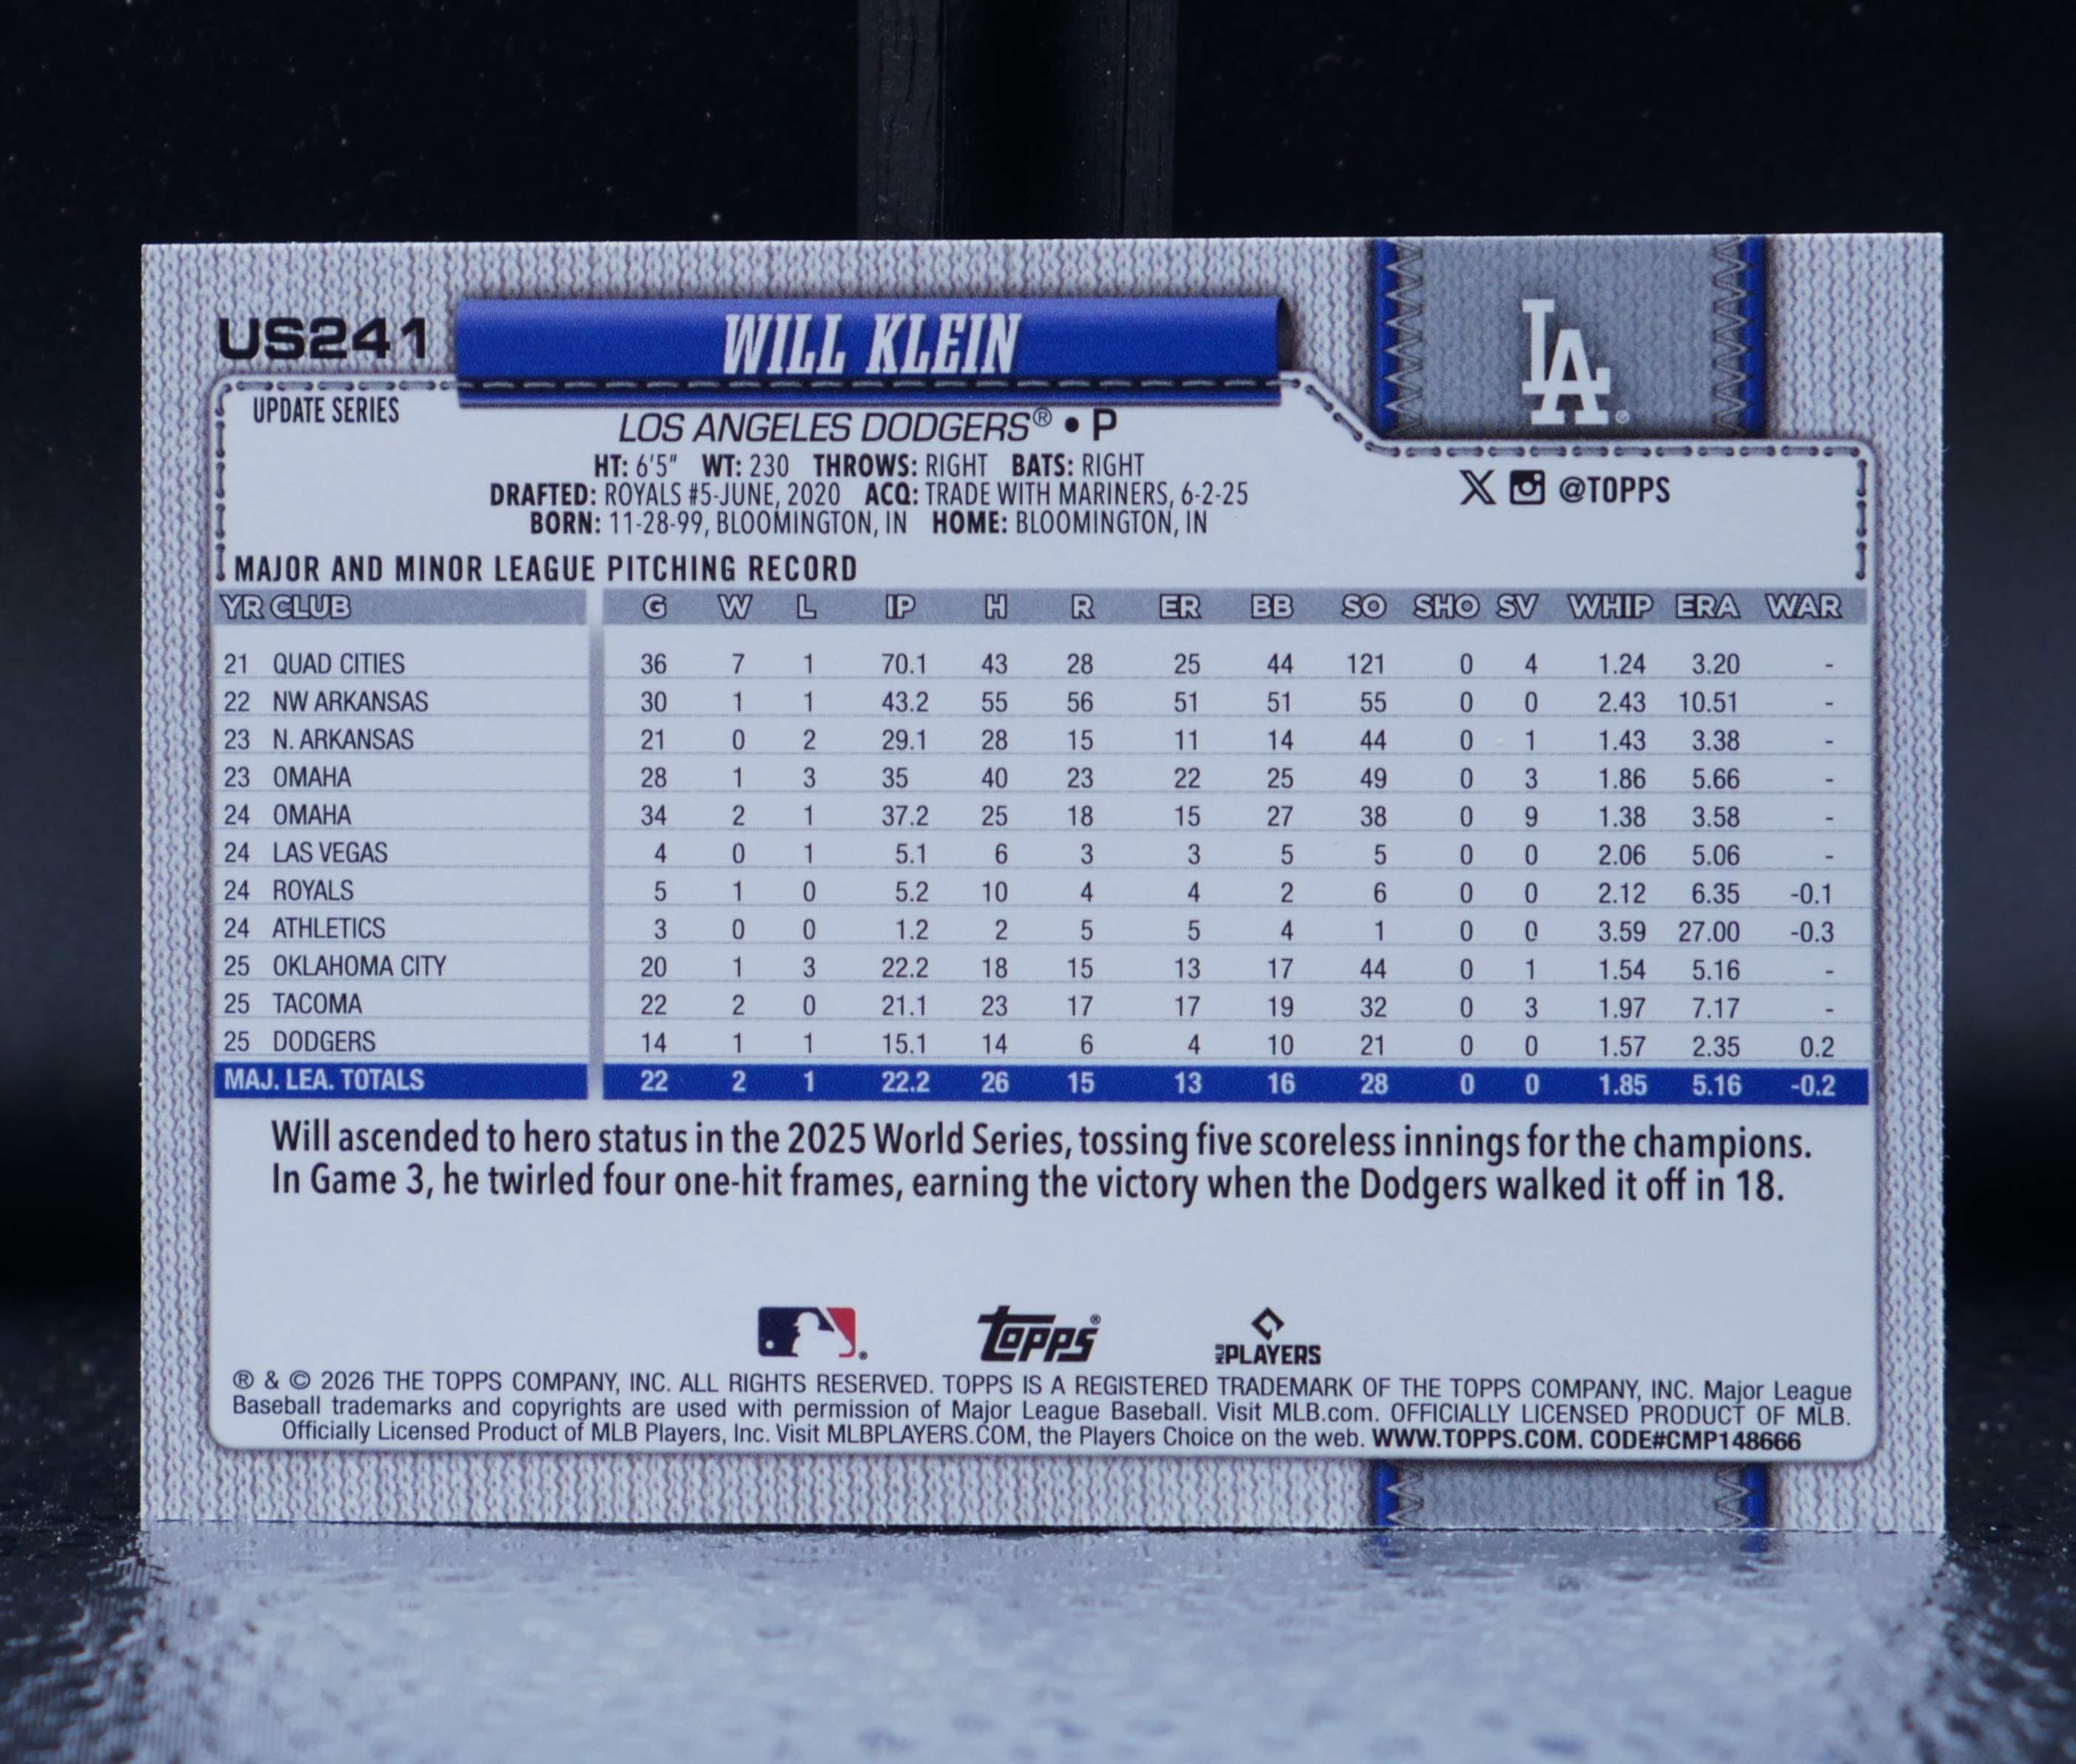 US241
WILL KLEIN
LA
UPDATE SERIES
LOS ANGELES DODGERS® • P
HT: 6'5" WT: 230 THROWS: RIGHT BATS: RIGHT
DRAFTED: ROYALS #5-JUNE, 2020 ACQ: TRADE WITH MARINERS, 6-2-25
BORN: 11-28-99, BLOOMINGTON, IN HOME: BLOOMINGTON, IN
@TOPPS
MAJOR AND MINOR LEAGUE PITCHING RECORD
YR CLUB G W L IP H R ER BB SO SHO SV WHIP ERA WAR
21 QUAD CITIES 36 7 1 70.1 43 28 25 44 121 0 4 1.24 3.20 -
22 NW ARKANSAS 30 1 1 43.2 55 56 51 51 55 0 0 2.43 10.51 -
23 N. ARKANSAS 21 0 2 29.1 28 15 11 14 44 0 1 1.43 3.38 -
23 OMAHA 28 1 3 35 40 23 22 25 49 0 3 1.86 5.66 -
24 OMAHA 34 2 1 37.2 25 18 15 27 38 0 9 1.38 3.58 -
24 LAS VEGAS 4 0 1 5.1 6 3 3 5 5 0 0 2.06 5.06 -
24 ROYALS 5 1 0 5.2 10 4 4 2 6 0 0 2.12 6.35 -0.1
24 ATHLETICS 3 0 0 1.2 2 5 5 4 1 0 0 3.59 27.00 -0.3
25 OKLAHOMA CITY 20 1 3 22.2 18 15 13 17 44 0 1 1.54 5.16 -
25 TACOMA 22 2 0 21.1 23 17 17 19 32 0 3 1.97 7.17 -
25 DODGERS 14 1 1 15.1 14 6 4 10 21 0 0 1.57 2.35 0.2
MAJ. LEA. TOTALS 22 2 1 22.2 26 15 13 16 28 0 0 1.85 5.16 -0.2
Will ascended to hero status in the 2025 World Series, tossing five scoreless innings for the champions.
In Game 3, he twirled four one-hit frames, earning the victory when the Dodgers walked it off in 18.
Topps® MLB PLAYERS
® & © 2026 THE TOPPS COMPANY, INC. ALL RIGHTS RESERVED. TOPPS IS A REGISTERED TRADEMARK OF THE TOPPS COMPANY, INC. Major League
Baseball trademarks and copyrights are used with permission of Major League Baseball. Visit MLB.com. OFFICIALLY LICENSED PRODUCT OF MLB.
Officially Licensed Product of MLB Players, Inc. Visit MLBPLAYERS.COM, the Players Choice on the web. WWW.TOPPS.COM. CODE#CMP148666